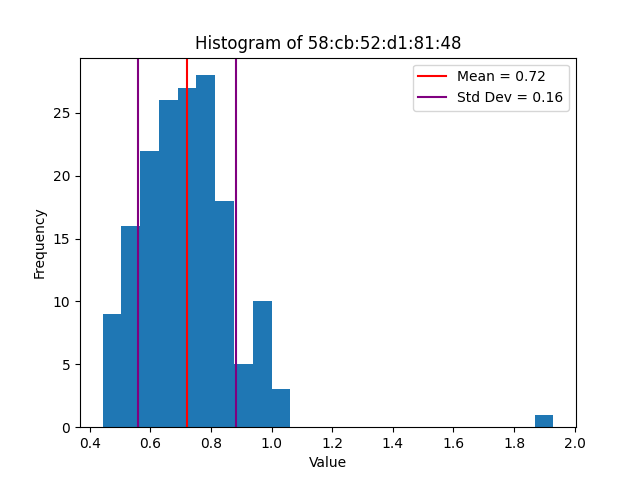 Histogram of 58:cb:52:d1:81:48
Mean = 0.72
Std Dev = 0.16
Frequency
25
20
15
10
5
0
0.4 0.6 0.8 1.0 1.2 1.4 1.6 1.8 2.0
Value